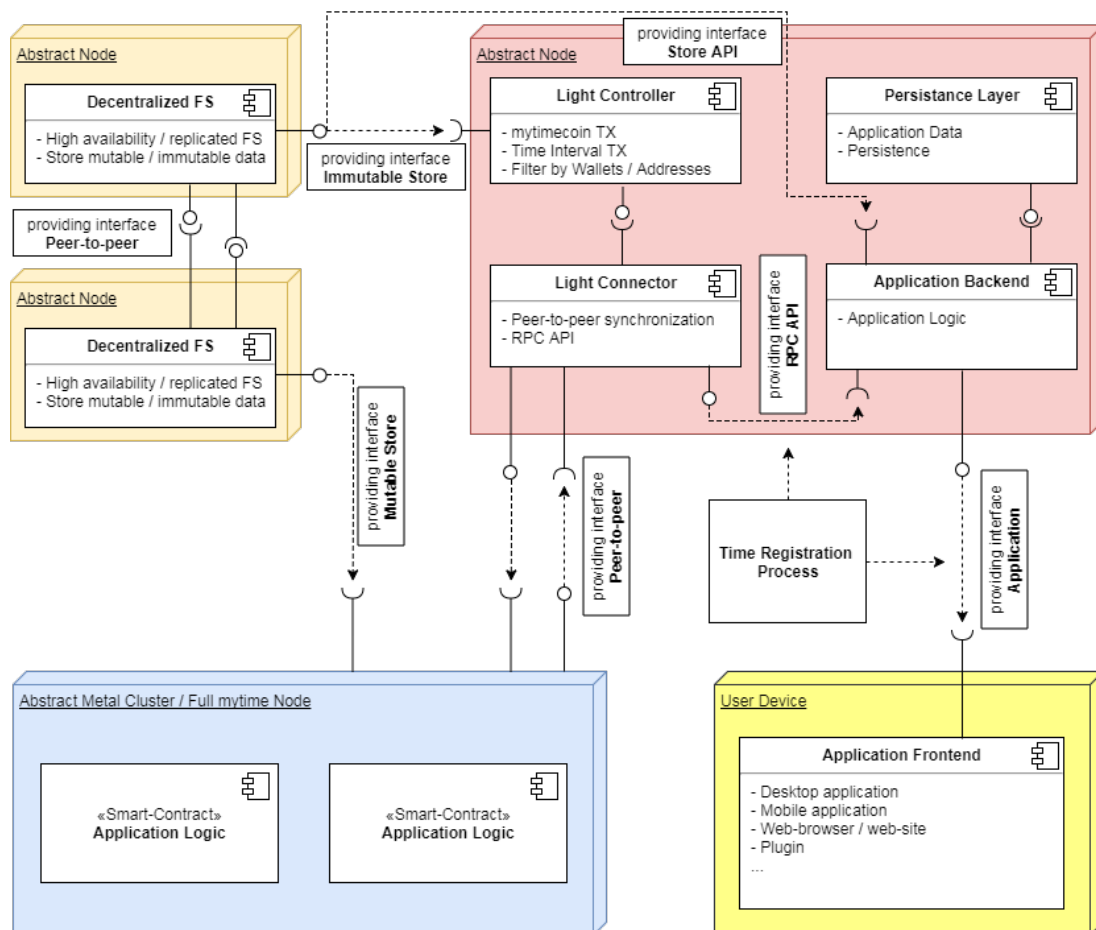 Abstract Node
Decentralized FS
- High availability / replicated FS
- Store mutable / immutable data
providing interface
Peer-to-peer
Abstract Node
Decentralized FS
- High availability / replicated FS
- Store mutable / immutable data
providing interface
Immutable Store
providing interface
Mutable Store
Abstract Node
providing interface
Store API
Light Controller
- mytimecoin TX
- Time Interval TX
- Filter by Wallets / Addresses
Persistance Layer
- Application Data
- Persistence
Light Connector
- Peer-to-peer synchronization
- RPC API
providing interface
RPC API
Application Backend
- Application Logic
providing interface
Peer-to-peer
Time Registration
Process
providing interface
Application
Abstract Metal Cluster / Full mytime Node
«Smart-Contract»
Application Logic
«Smart-Contract»
Application Logic
User Device
Application Frontend
- Desktop application
- Mobile application
- Web-browser / web-site
- Plugin
...